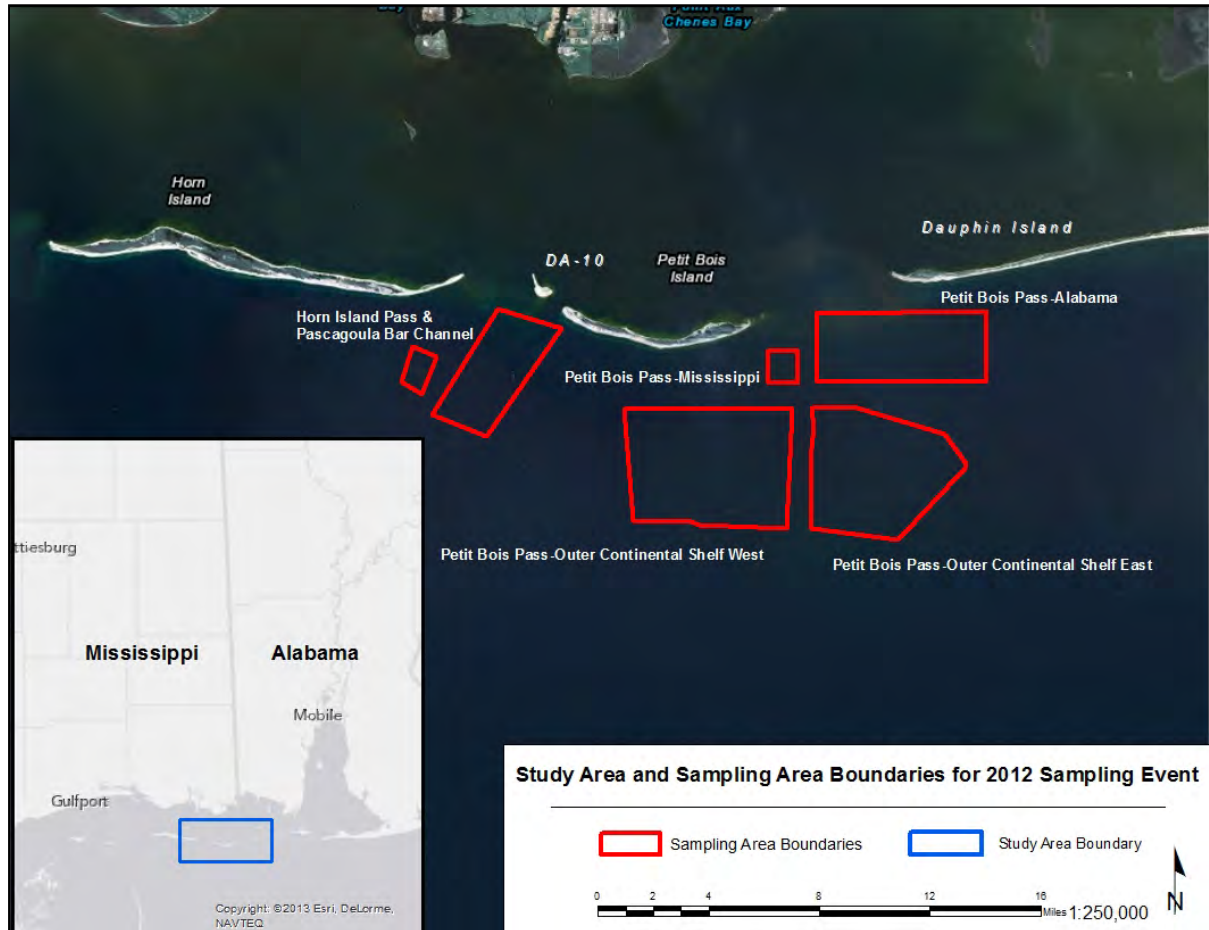 Bay
Chenes Bay
Horn
Island
Dauphin Island
DA-10
Petit Bois
Island
Petit Bois Pass-Alabama
Horn Island Pass &
Pascagoula Bar Channel
Petit Bois Pass-Mississippi
Petit Bois Pass-Outer Continental Shelf West
Petit Bois Pass-Outer Continental Shelf East
ttiesburg
Mississippi
Alabama
Mobile
Gulfport
Copyright: ©2013 Esri, DeLorme,
NAVTEQ
Study Area and Sampling Area Boundaries for 2012 Sampling Event
Sampling Area Boundaries
Study Area Boundary
0 2 4 8 12 16
Miles 1:250,000
N